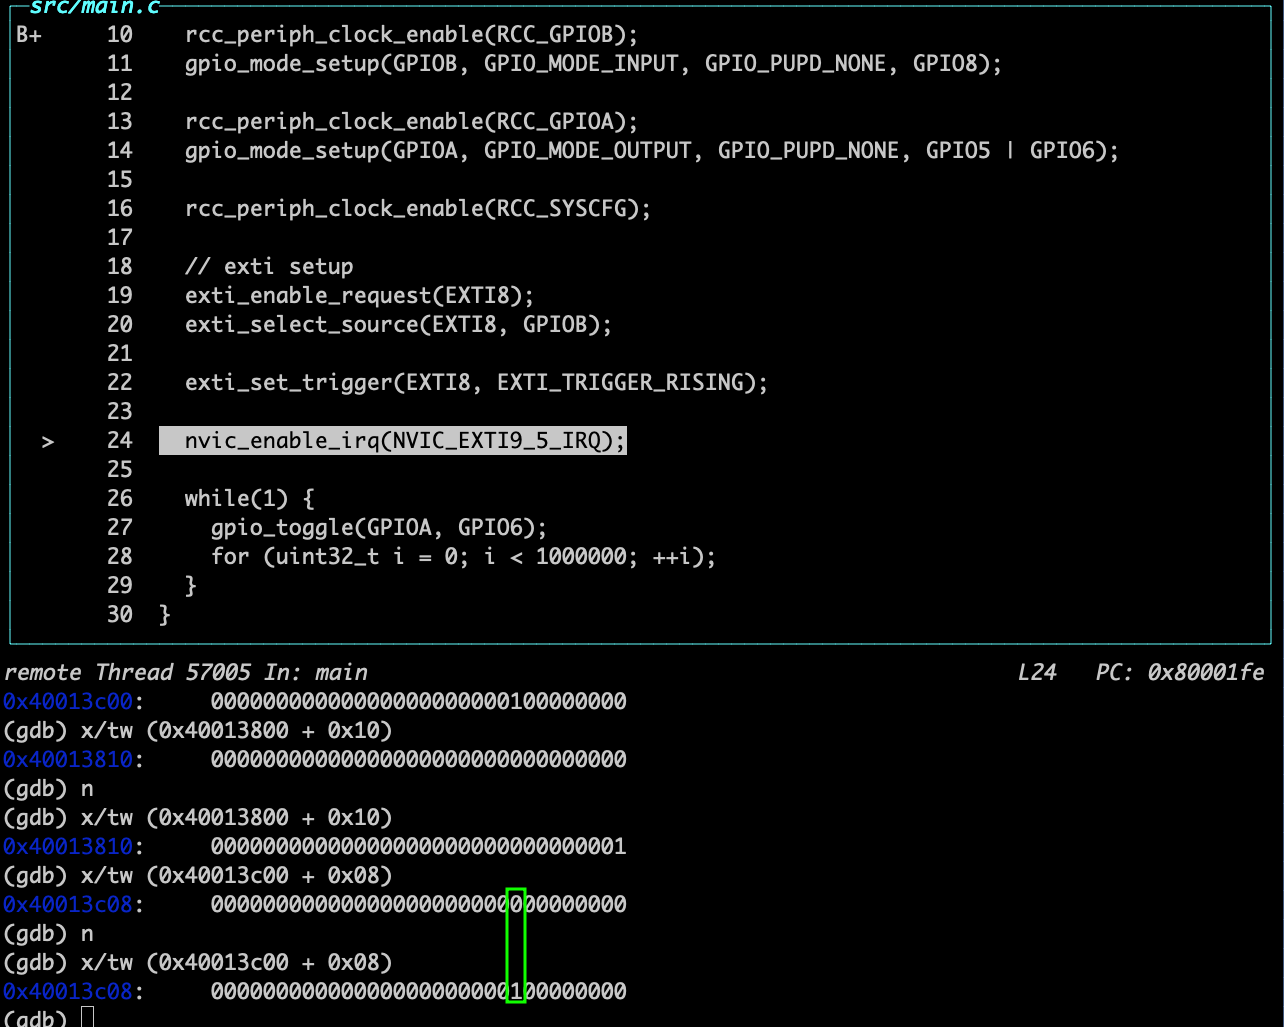 src/main.c
B+ 10 rcc_periph_clock_enable(RCC_GPIOB);
11 gpio_mode_setup(GPIOB, GPIO_MODE_INPUT, GPIO_PUPD_NONE, GPIO8);
12
13 rcc_periph_clock_enable(RCC_GPIOA);
14 gpio_mode_setup(GPIOA, GPIO_MODE_OUTPUT, GPIO_PUPD_NONE, GPIO5 | GPIO6);
15
16 rcc_periph_clock_enable(RCC_SYSCFG);
17
18 // exti setup
19 exti_enable_request(EXTI8);
20 exti_select_source(EXTI8, GPIOB);
21
22 exti_set_trigger(EXTI8, EXTI_TRIGGER_RISING);
23
> 24 nvic_enable_irq(NVIC_EXTI9_5_IRQ);
25
26 while(1) {
27 gpio_toggle(GPIOA, GPIO6);
28 for (uint32_t i = 0; i < 1000000; ++i);
29 }
30 }
remote Thread 57005 In: main L24 PC: 0x80001fe
0x40013c00: 00000000000000000000000100000000
(gdb) x/tw (0x40013800 + 0x10)
0x40013810: 00000000000000000000000000000000
(gdb) n
(gdb) x/tw (0x40013800 + 0x10)
0x40013810: 00000000000000000000000000000001
(gdb) x/tw (0x40013c00 + 0x08)
0x40013c08: 00000000000000000000000000000000
(gdb) n
(gdb) x/tw (0x40013c00 + 0x08)
0x40013c08: 00000000000000000000000100000000
(gdb)